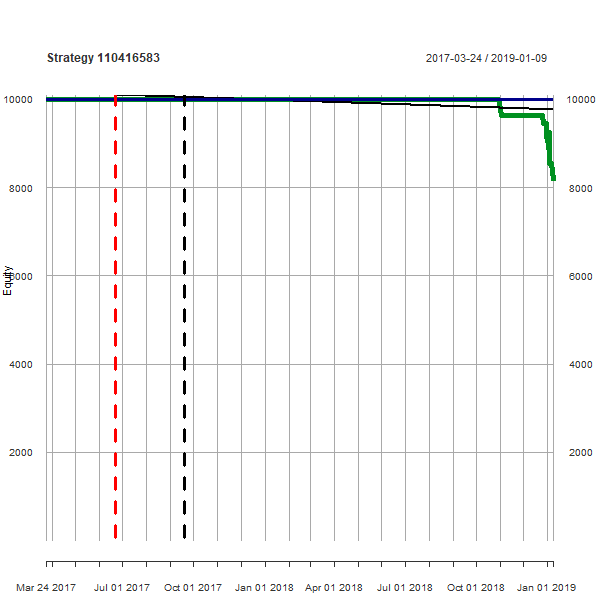 Strategy 110416583
2017-03-24 / 2019-01-09
10000
10000
8000
8000
6000
6000
Equity
4000
4000
2000
2000
Mar 24 2017
Jul 01 2017
Oct 01 2017
Jan 01 2018
Apr 01 2018
Jul 01 2018
Oct 01 2018
Jan 01 2019